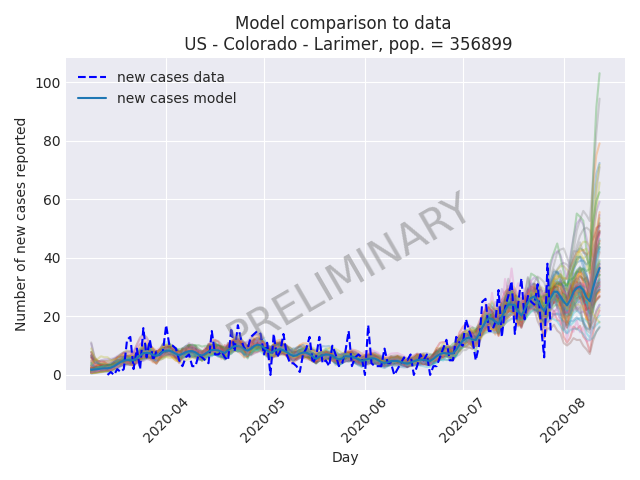 Model comparison to data
US - Colorado - Larimer, pop. = 356899
new cases data
new cases model
PRELIMINARY
Number of new cases reported
100
80
60
40
20
0
2020-04
2020-05
2020-06
2020-07
2020-08
Day